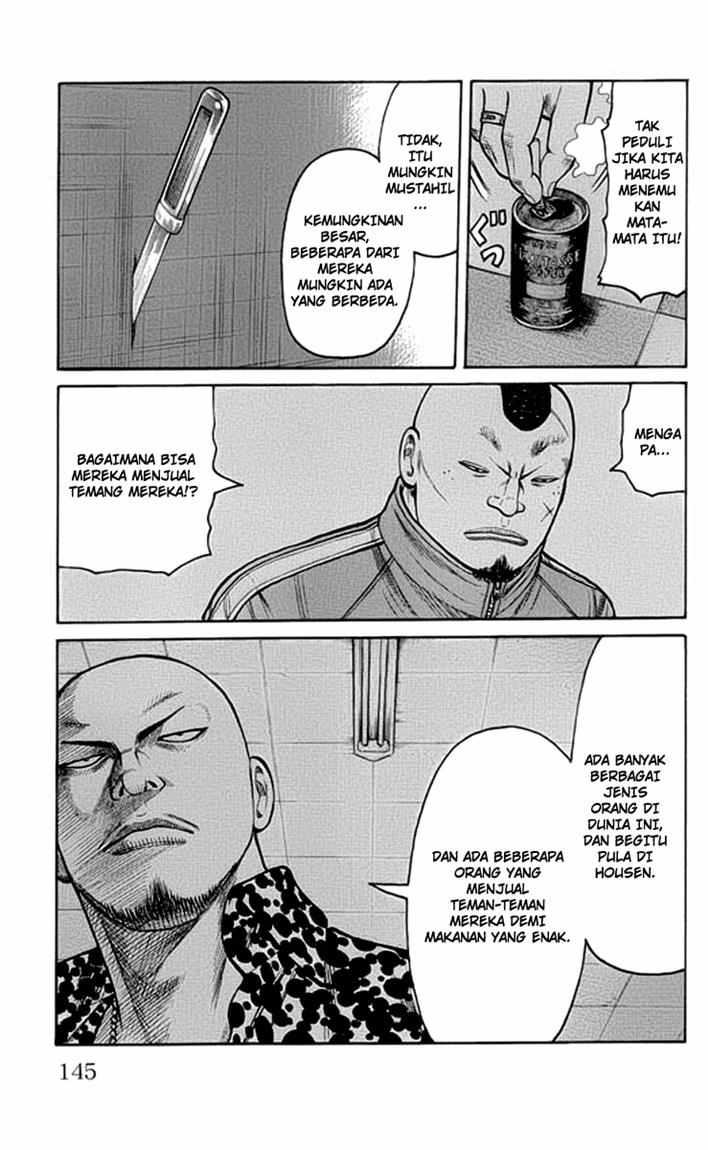 TAK
PEDULI
JIKA KITA
HARUS
MENEMU
KAN
MATA-
MATA ITU!
TIDAK,
ITU
MUNGKIN
MUSTAHIL
...
KEMUNGKINAN
BESAR,
BEBERAPA DARI
MEREKA
MUNGKIN ADA
YANG BERBEDA.
MENGA
PA...
BAGAIMANA BISA
MEREKA MENJUAL
TEMANG MEREKA!?
ADA BANYAK
BERBAGAI
JENIS
ORANG DI
DUNIA INI,
DAN BEGITU
PULA DI
HOUSEN.
DAN ADA BEBERAPA
ORANG YANG
MENJUAL
TEMAN-TEMAN
MEREKA DEMI
MAKANAN YANG ENAK.
145